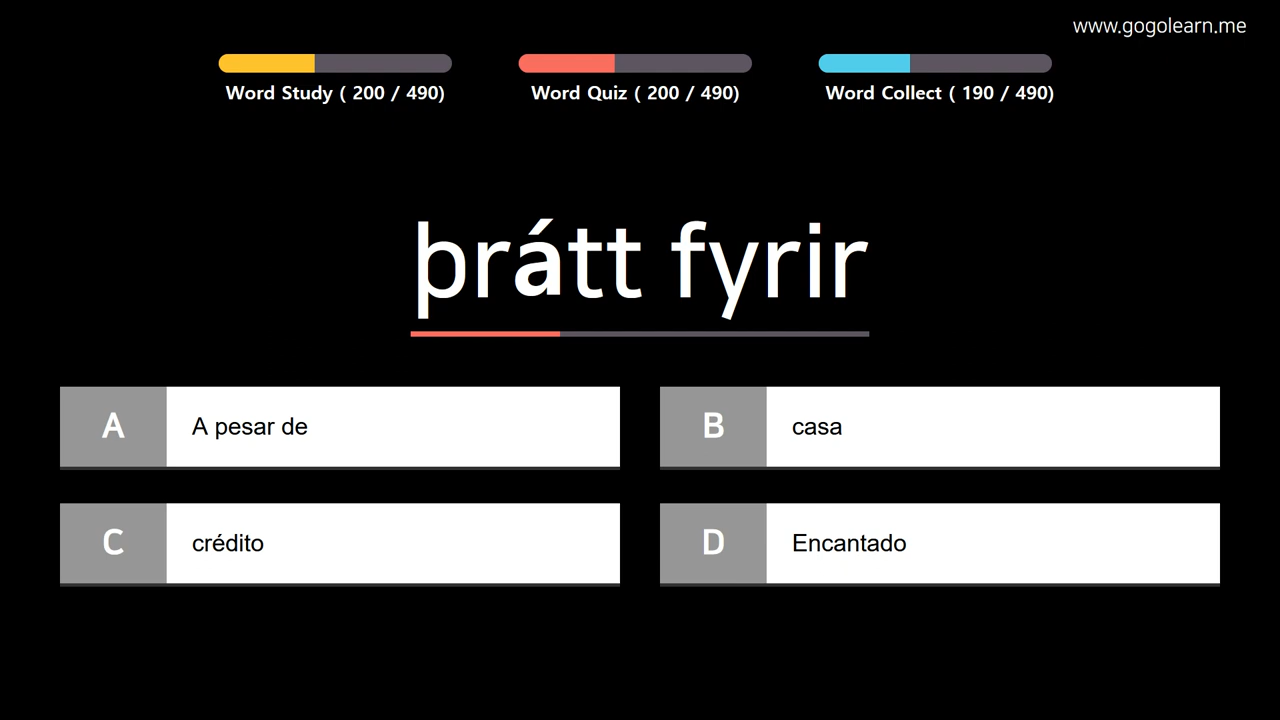 www.gogolearn.me
Word Study ( 200 / 490)
Word Quiz ( 200 / 490)
Word Collect ( 190 / 490)
þrátt fyrir
A A pesar de
B casa
C crédito
D Encantado